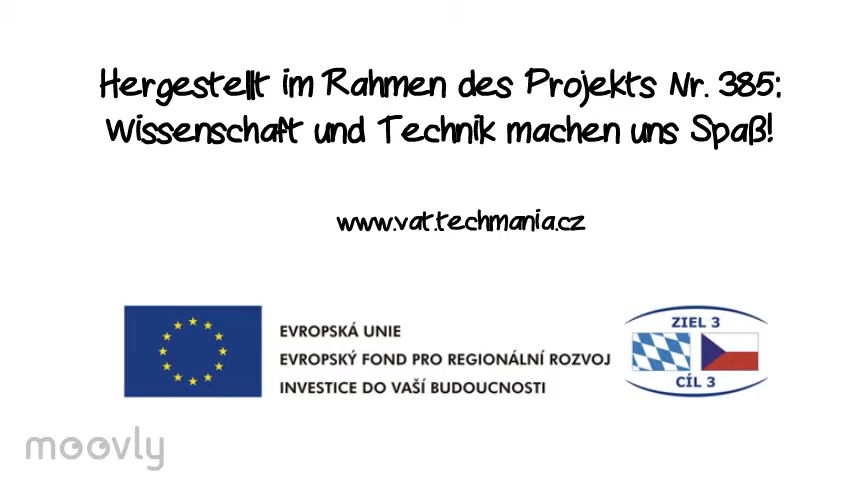 Hergestellt im Rahmen des Projekts Nr. 385:
Wissenschaft und Technik machen uns Spaß!
www.vat.techmania.cz
EVROPSKÁ UNIE
EVROPSKÝ FOND PRO REGIONÁLNÍ ROZVOJ
INVESTICE DO VAŠÍ BUDOUCNOSTI
ZIEL 3
CÍL 3
moovly